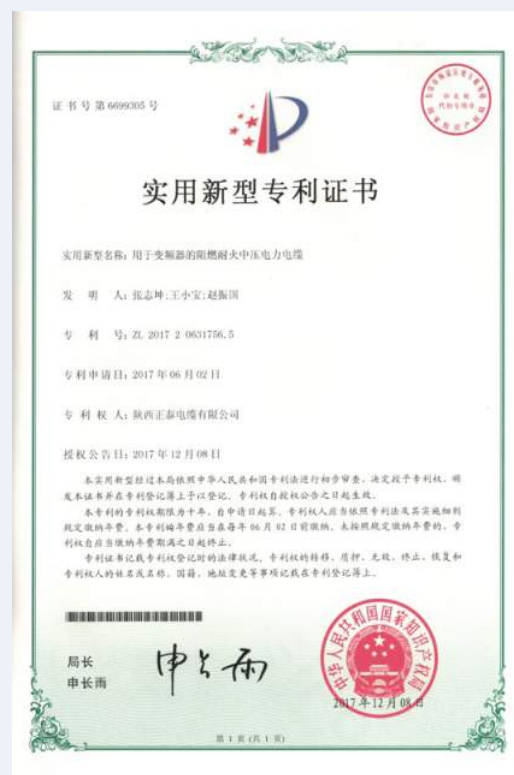 证书号第6699305号
实用新型专利证书
实用新型名称：用于变频器的阻燃耐火中压电力电缆
发明人：张志坤;王小宝;赵振国
专利号：ZL 2017 2 0631756.5
专利申请日：2017年06月02日
专利权人：陕西正泰电缆有限公司
授权公告日：2017年12月08日
本实用新型经过本局依照中华人民共和国专利法进行初步审查，决定授予专利权，颁
发本证书并在专利登记簿上予以登记。专利权自授权公告之日起生效。
本专利的专利权期限为十年，自申请日起算。专利权人应当依照专利法及其实施细则
规定缴纳年费。本专利的年费应当在每年06月02日前缴纳。未按照规定缴纳年费的，专
利权自应当缴纳年费期满之日起终止。
专利证书记载专利权登记时的法律状况。专利权的转移、质押、无效、终止、恢复和
专利权人的姓名或名称、国籍、地址变更等事项记载在专利登记簿上。
局长
申长雨
申长雨
中华人民共和国国家知识产权局
2017年12月08日
第1页(共1页)